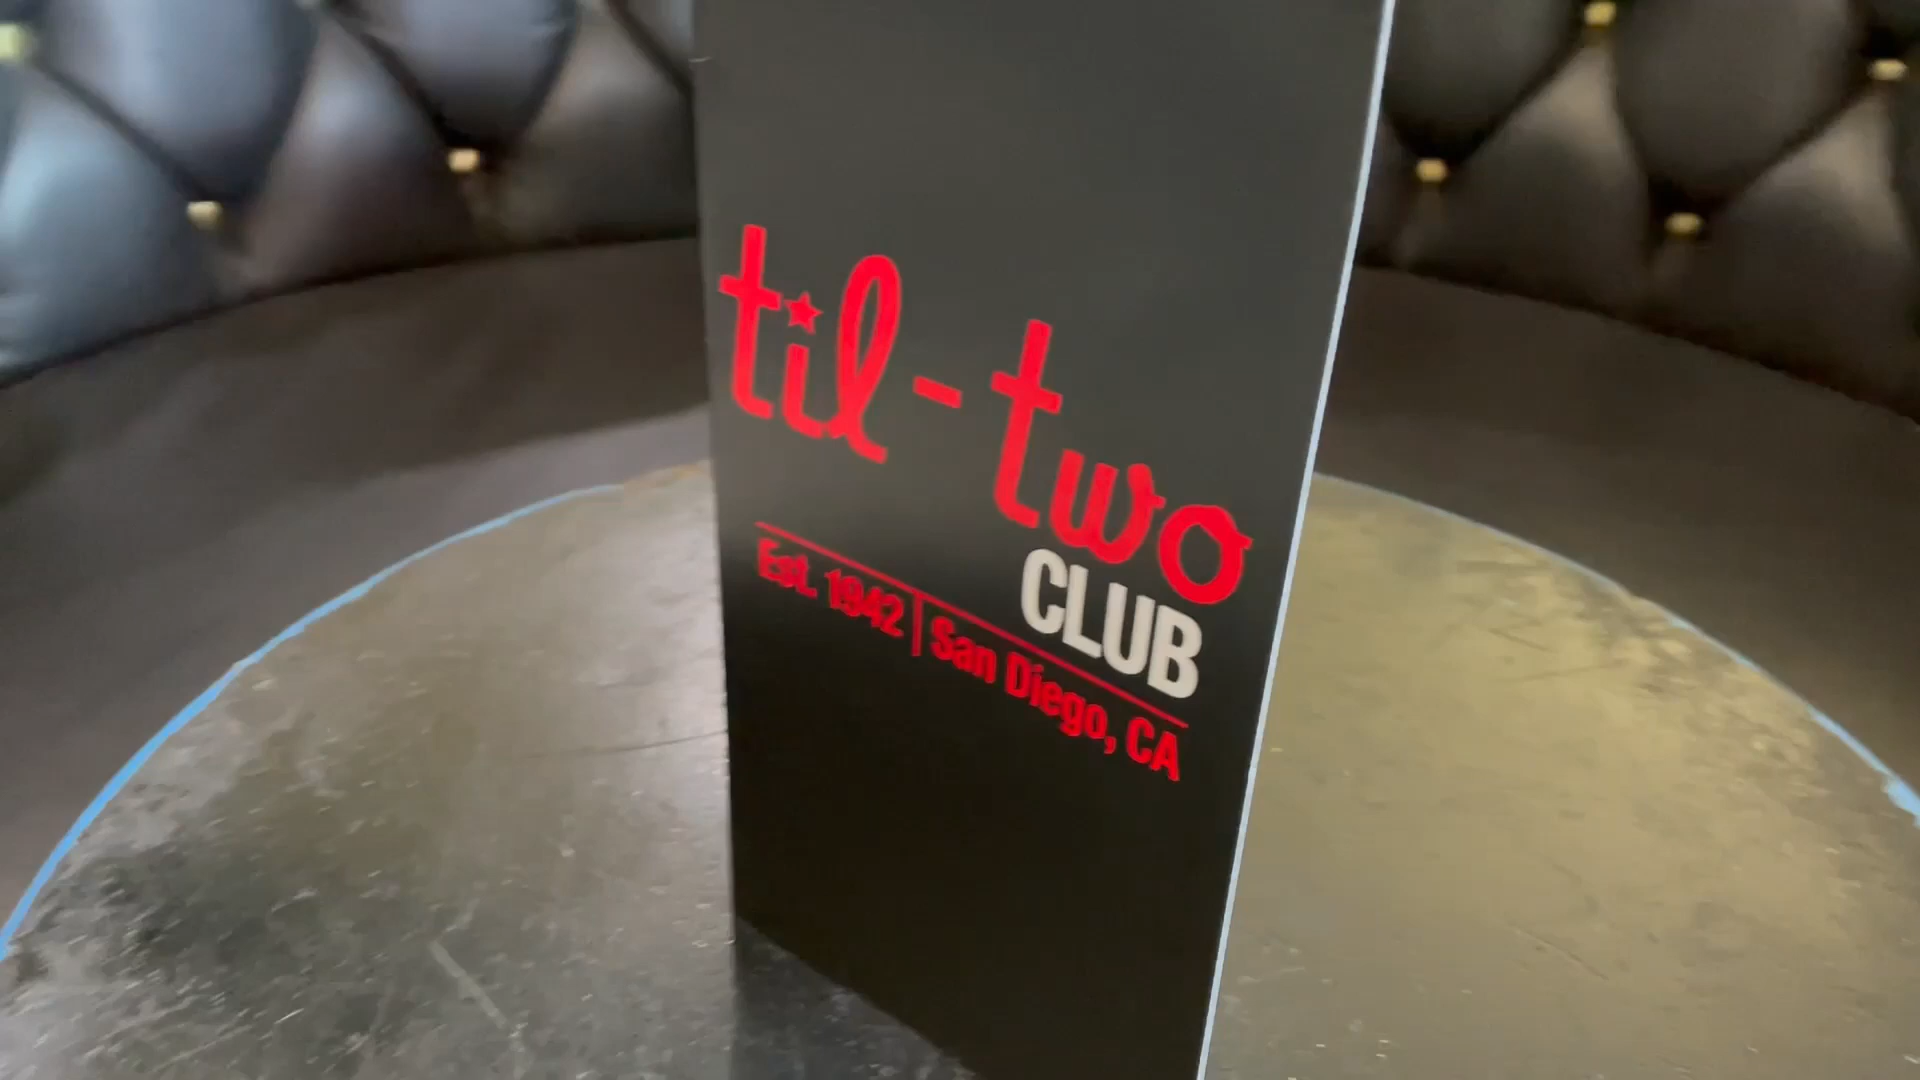 til-two
CLUB
Est. 1942 | San Diego, CA